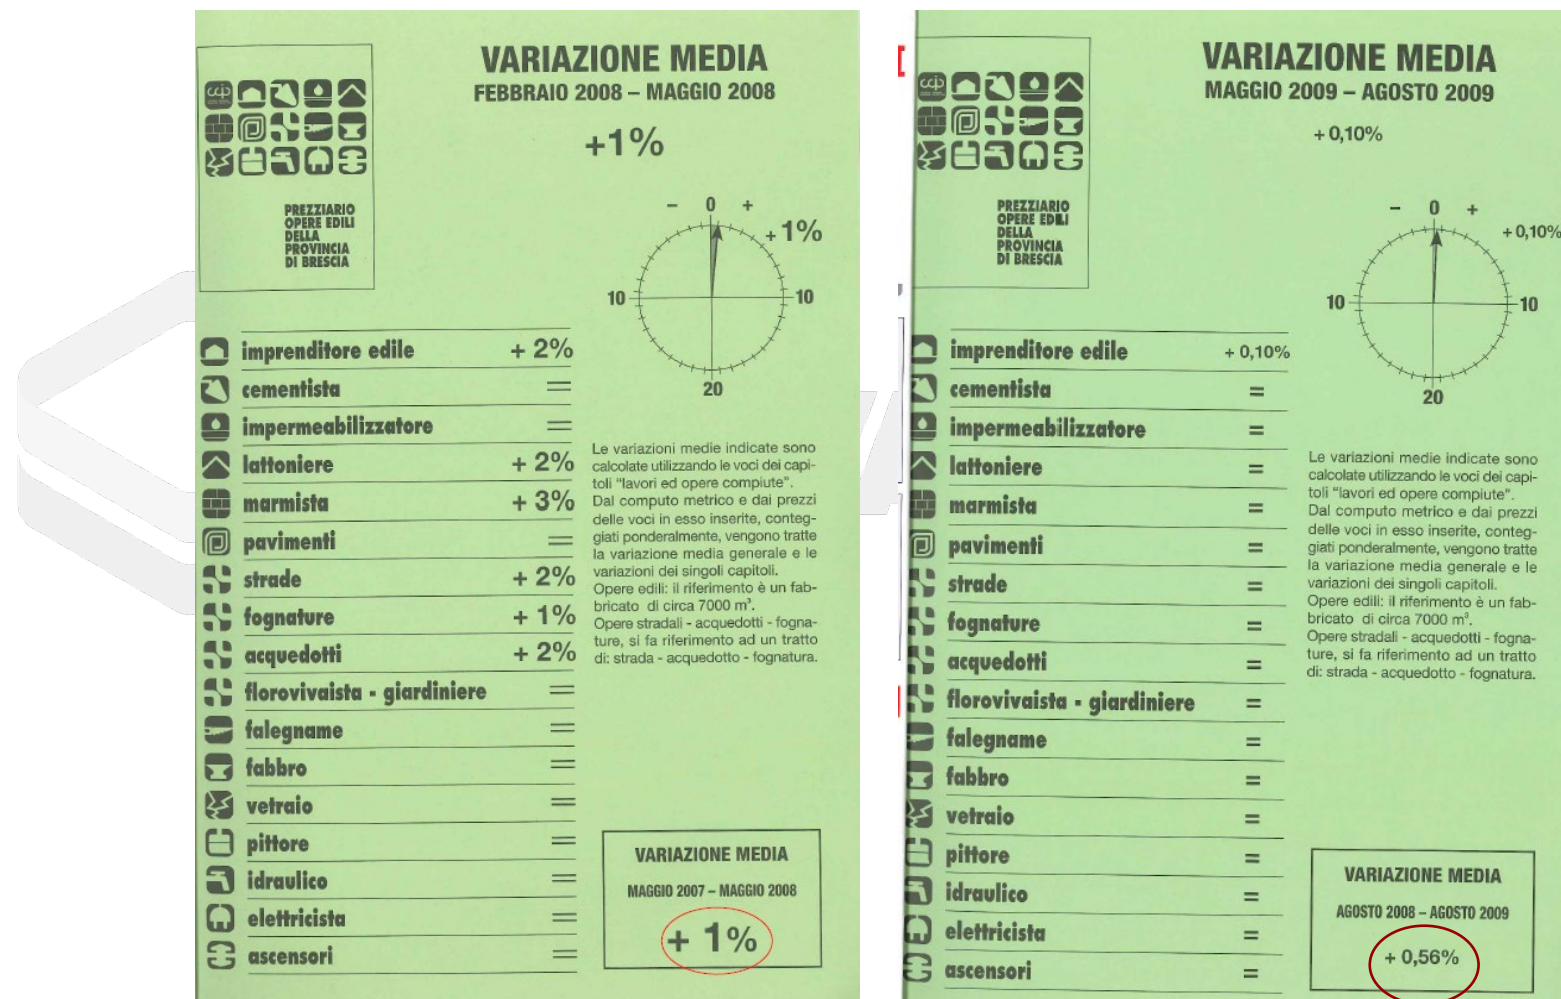 VARIAZIONE MEDIA
FEBBRAIO 2008 – MAGGIO 2008
+1%
PREZZIARIO
OPERE EDILI
DELLA
PROVINCIA
DI BRESCIA
– 0 +
+ 1%
10 10
20
imprenditore edile + 2%
cementista =
impermeabilizzatore =
lattoniere + 2%
marmista + 3%
pavimenti =
strade + 2%
fognature + 1%
acquedotti + 2%
florovivaista - giardiniere =
falegname =
fabbro =
vetraio =
pittore =
idraulico =
elettricista =
ascensori =
Le variazioni medie indicate sono
calcolate utilizzando le voci dei capi-
toli “lavori ed opere compiute”.
Dal computo metrico e dai prezzi
delle voci in esso inserite, conteg-
giati ponderalmente, vengono tratte
la variazione media generale e le
variazioni dei singoli capitoli.
Opere edili: il riferimento è un fab-
bricato di circa 7000 m³.
Opere stradali - acquedotti - fogna-
ture, si fa riferimento ad un tratto
di: strada - acquedotto - fognatura.
VARIAZIONE MEDIA
MAGGIO 2007 – MAGGIO 2008
+ 1%
VARIAZIONE MEDIA
MAGGIO 2009 – AGOSTO 2009
+ 0,10%
PREZZIARIO
OPERE EDILI
DELLA
PROVINCIA
DI BRESCIA
– 0 +
+ 0,10%
10 10
20
imprenditore edile + 0,10%
cementista =
impermeabilizzatore =
lattoniere =
marmista =
pavimenti =
strade =
fognature =
acquedotti =
florovivaista - giardiniere =
falegname =
fabbro =
vetraio =
pittore =
idraulico =
elettricista =
ascensori =
Le variazioni medie indicate sono
calcolate utilizzando le voci dei capi-
toli “lavori ed opere compiute”.
Dal computo metrico e dai prezzi
delle voci in esso inserite, conteg-
giati ponderalmente, vengono tratte
la variazione media generale e le
variazioni dei singoli capitoli.
Opere edili: il riferimento è un fab-
bricato di circa 7000 m³.
Opere stradali - acquedotti - fogna-
ture, si fa riferimento ad un tratto
di: strada - acquedotto - fognatura.
VARIAZIONE MEDIA
AGOSTO 2008 – AGOSTO 2009
+ 0,56%